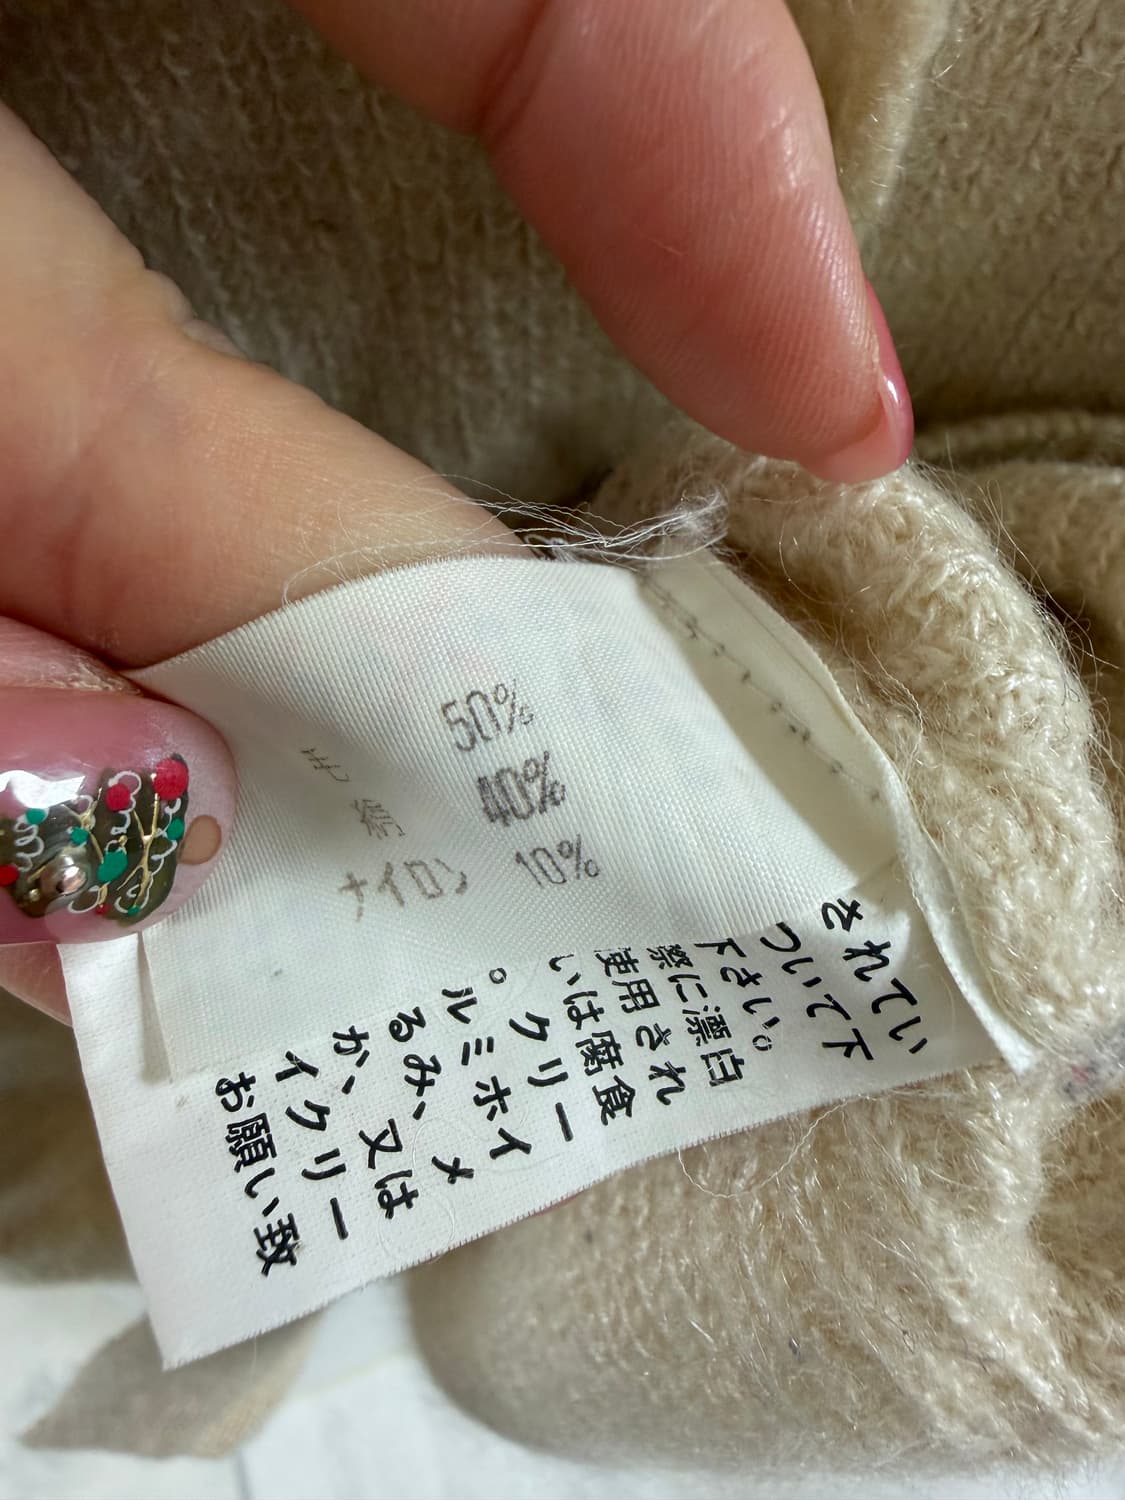 50%
40%
ナイロン 10%
されてい
ついて下
下さい。
際に漂白
使用され
いは腐食
。クリー
ルミホイ
るみ、メ
か、又は
イクリー
お願い致